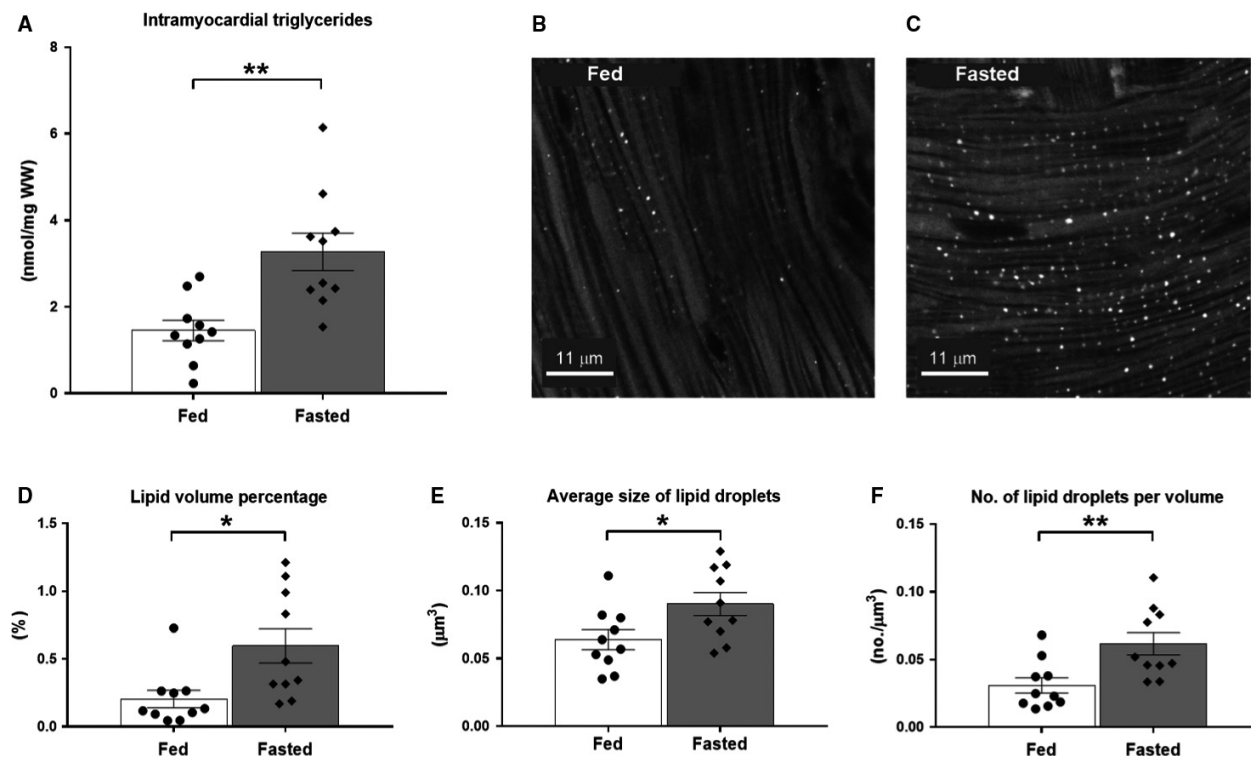 A
Intramyocardial triglycerides
(nmol/mg WW)
8
6
4
2
0
**
Fed
Fasted
B
Fed
11 μm
C
Fasted
11 μm
D
Lipid volume percentage
(%)
1.5
1.0
0.5
0.0
*
Fed
Fasted
E
Average size of lipid droplets
(μm³)
0.15
0.10
0.05
0.00
*
Fed
Fasted
F
No. of lipid droplets per volume
(no./μm³)
0.15
0.10
0.05
0.00
**
Fed
Fasted